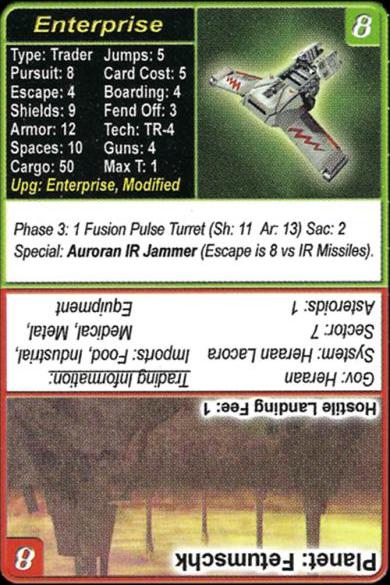 Enterprise
8
Type: Trader Jumps: 5
Pursuit: 8 Card Cost: 5
Escape: 4 Boarding: 4
Shields: 9 Fend Off: 3
Armor: 12 Tech: TR-4
Spaces: 10 Guns: 4
Cargo: 50 Max T: 1
Upg: Enterprise, Modified
Phase 3: 1 Fusion Pulse Turret (Sh: 11 Ar: 13) Sac: 2
Special: Auroran IR Jammer (Escape is 8 vs IR Missiles).
Planet: Fetumschk
8
Hostile Landing Fee: 1
Gov: Heraan
System: Heraan Lacora
Sector: 7
Asteroids: 1
Trading Information:
Imports: Food, Industrial,
Medical, Metal,
Equipment